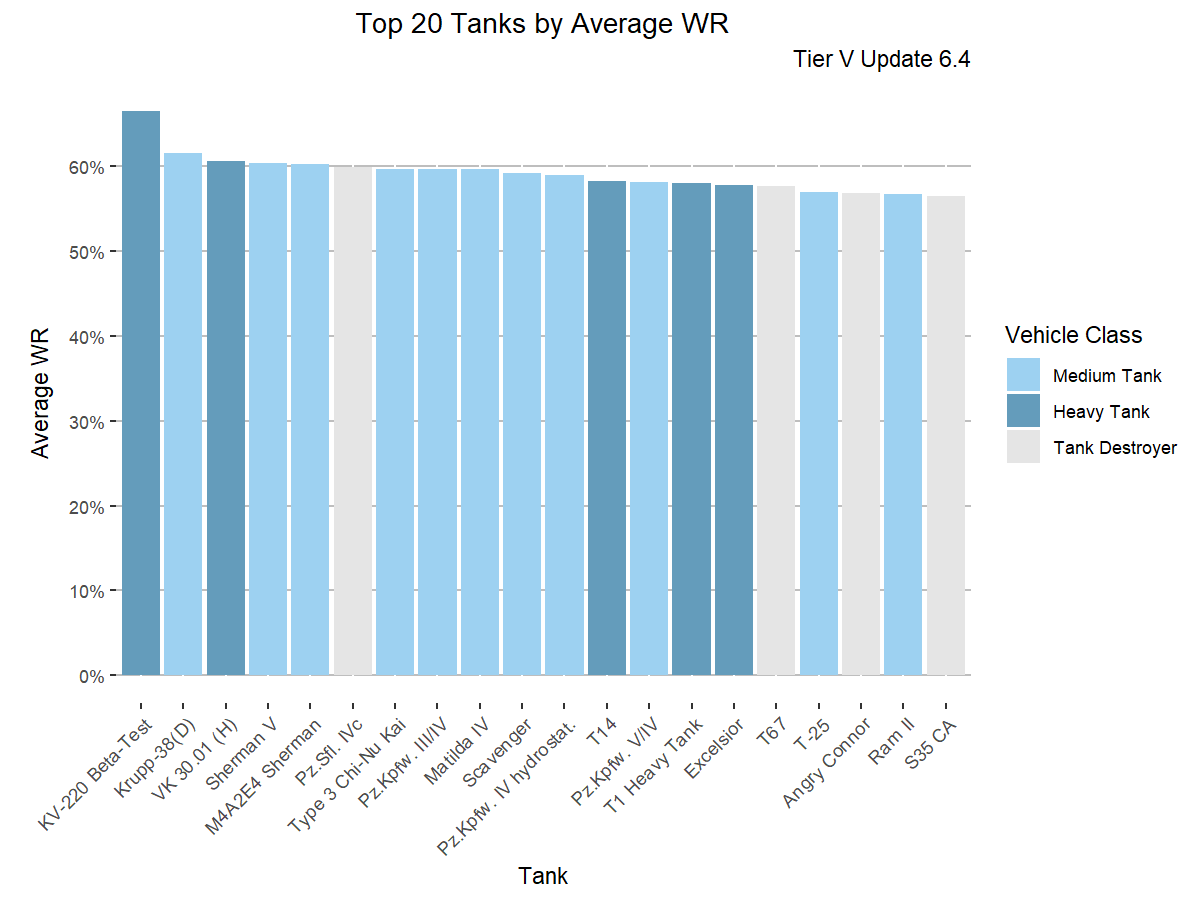 Top 20 Tanks by Average WR
Tier V Update 6.4
Average WR
60%
50%
40%
30%
20%
10%
0%
KV-220 Beta-Test
Krupp-38(D)
VK 30.01 (H)
Sherman V
M4A2E4 Sherman
Pz.Sfl. IVc
Type 3 Chi-Nu Kai
Pz.Kpfw. III/IV
Matilda IV
Scavenger
Pz.Kpfw. IV hydrostat.
T14
Pz.Kpfw. V/IV
T1 Heavy Tank
Excelsior
T67
T-25
Angry Connor
Ram II
S35 CA
Tank
Vehicle Class
Medium Tank
Heavy Tank
Tank Destroyer